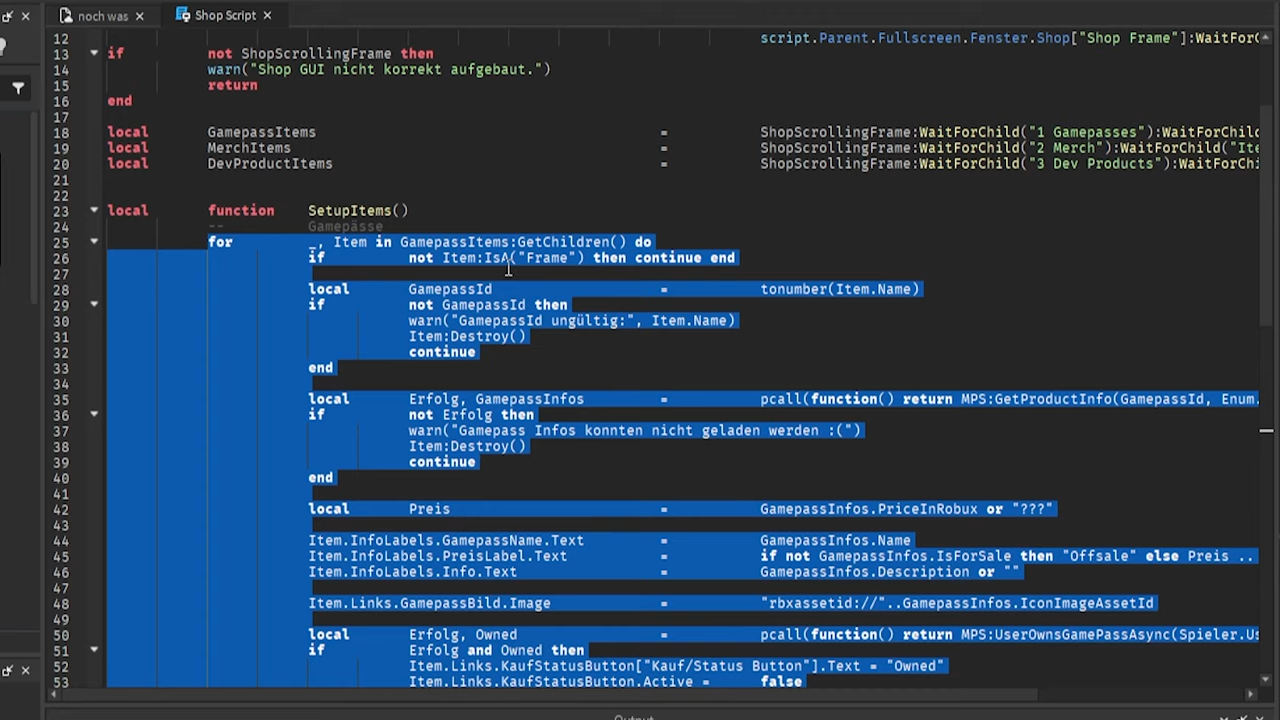 noch was
Shop Script
12 script.Parent.Fullscreen.Fenster.Shop["Shop Frame"]:WaitForC
13 if not ShopScrollingFrame then
14 warn("Shop GUI nicht korrekt aufgebaut.")
15 return
16 end
17
18 local GamepassItems = ShopScrollingFrame:WaitForChild("1 Gamepasses"):WaitForChild
19 local MerchItems = ShopScrollingFrame:WaitForChild("2 Merch"):WaitForChild("Ite
20 local DevProductItems = ShopScrollingFrame:WaitForChild("3 Dev Products"):WaitForChi
21
22
23 local function SetupItems()
24 -- Gamepässe
25 for _, Item in GamepassItems:GetChildren() do
26 if not Item:IsA("Frame") then continue end
27
28 local GamepassId = tonumber(Item.Name)
29 if not GamepassId then
30 warn("GamepassId ungültig:", Item.Name)
31 Item:Destroy()
32 continue
33 end
34
35 local Erfolg, GamepassInfos = pcall(function() return MPS:GetProductInfo(GamepassId, Enum.
36 if not Erfolg then
37 warn("Gamepass Infos konnten nicht geladen werden :(")
38 Item:Destroy()
39 continue
40 end
41
42 local Preis = GamepassInfos.PriceInRobux or "???"
43
44 Item.InfoLabels.GamepassName.Text = GamepassInfos.Name
45 Item.InfoLabels.PreisLabel.Text = if not GamepassInfos.IsForSale then "Offsale" else Preis ..
46 Item.InfoLabels.Info.Text = GamepassInfos.Description or ""
47
48 Item.Links.GamepassBild.Image = "rbxassetid://"..GamepassInfos.IconImageAssetId
49
50 local Erfolg, Owned = pcall(function() return MPS:UserOwnsGamePassAsync(Spieler.Us
51 if Erfolg and Owned then
52 Item.Links.KaufStatusButton["Kauf/Status Button"].Text = "Owned"
53 Item.Links.KaufStatusButton.Active = false